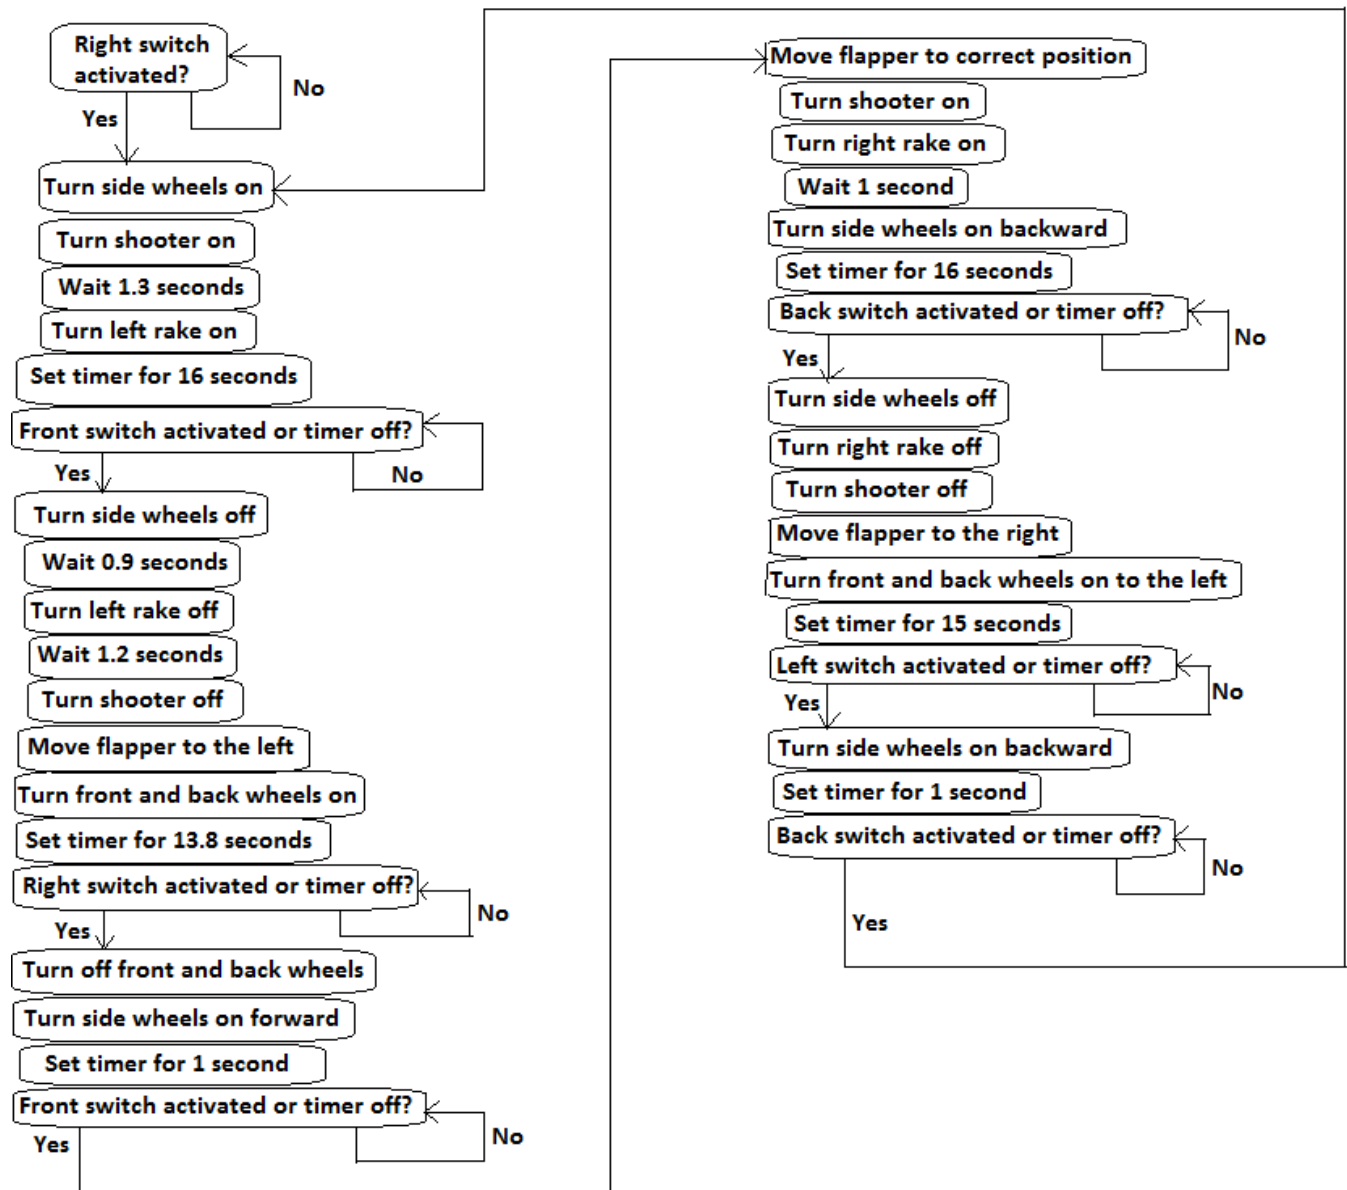 Right switch
activated?
No
Yes
Turn side wheels on
Turn shooter on
Wait 1.3 seconds
Turn left rake on
Set timer for 16 seconds
Front switch activated or timer off?
Yes
No
Turn side wheels off
Wait 0.9 seconds
Turn left rake off
Wait 1.2 seconds
Turn shooter off
Move flapper to the left
Turn front and back wheels on
Set timer for 13.8 seconds
Right switch activated or timer off?
No
Yes
Turn off front and back wheels
Turn side wheels on forward
Set timer for 1 second
Front switch activated or timer off?
No
Yes
Move flapper to correct position
Turn shooter on
Turn right rake on
Wait 1 second
Turn side wheels on backward
Set timer for 16 seconds
Back switch activated or timer off?
No
Yes
Turn side wheels off
Turn right rake off
Turn shooter off
Move flapper to the right
Turn front and back wheels on to the left
Set timer for 15 seconds
Left switch activated or timer off?
No
Yes
Turn side wheels on backward
Set timer for 1 second
Back switch activated or timer off?
No
Yes